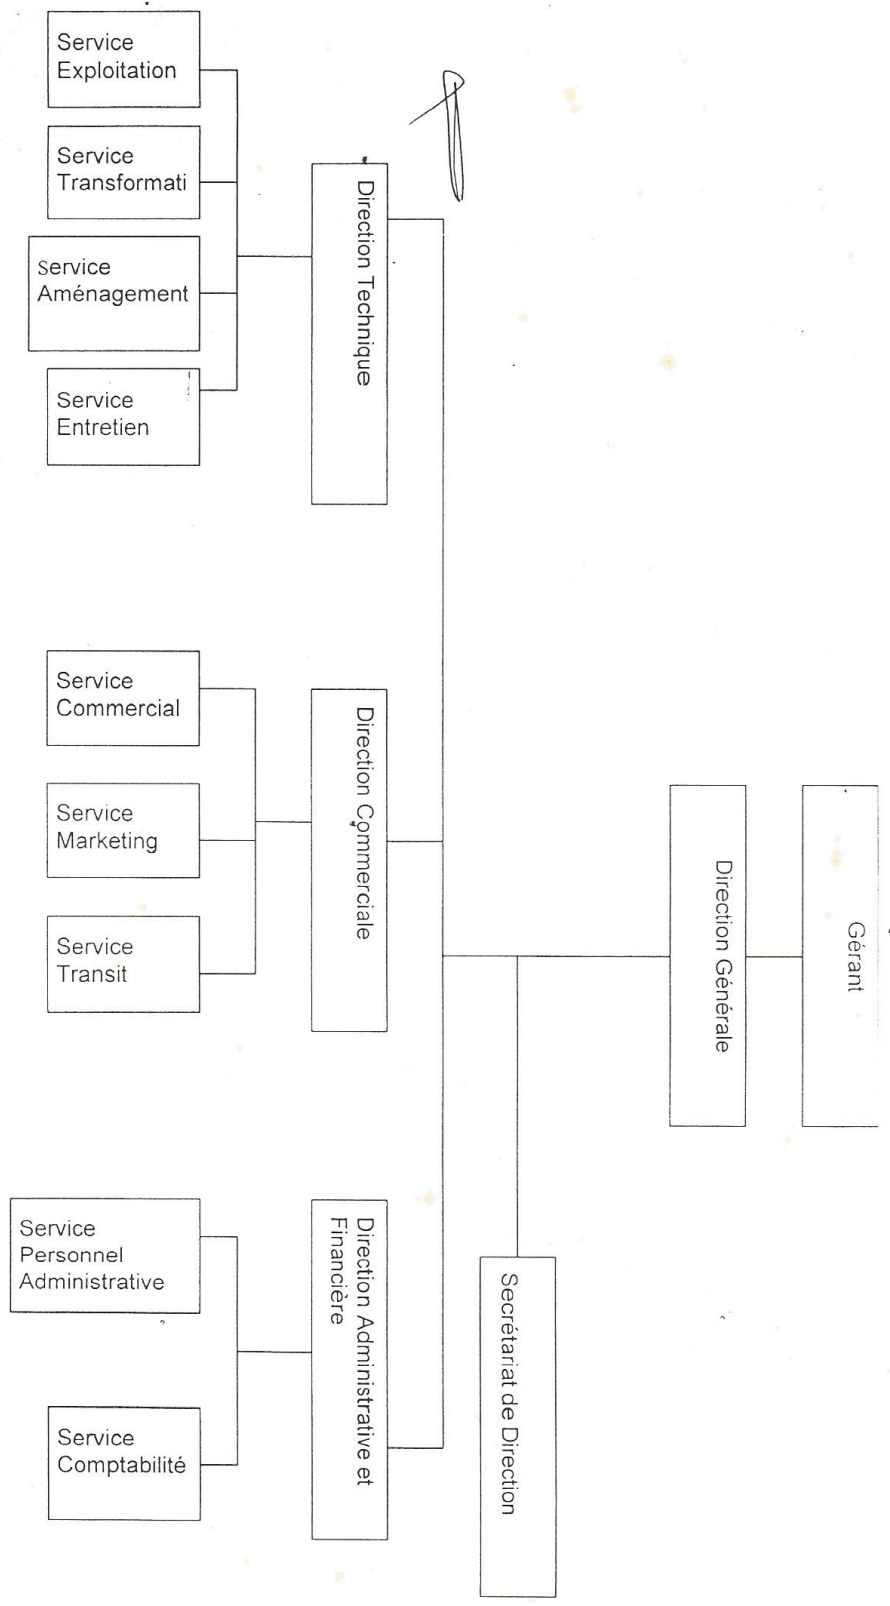 Gérant
Direction Générale
Secrétariat de Direction
Direction Technique
Service
Exploitation
Service
Transformati
Service
Aménagement
Service
Entretien
Direction Commerciale
Service
Commercial
Service
Marketing
Service
Transit
Direction Administrative et
Financière
Service
Personnel
Administrative
Service
Comptabilité